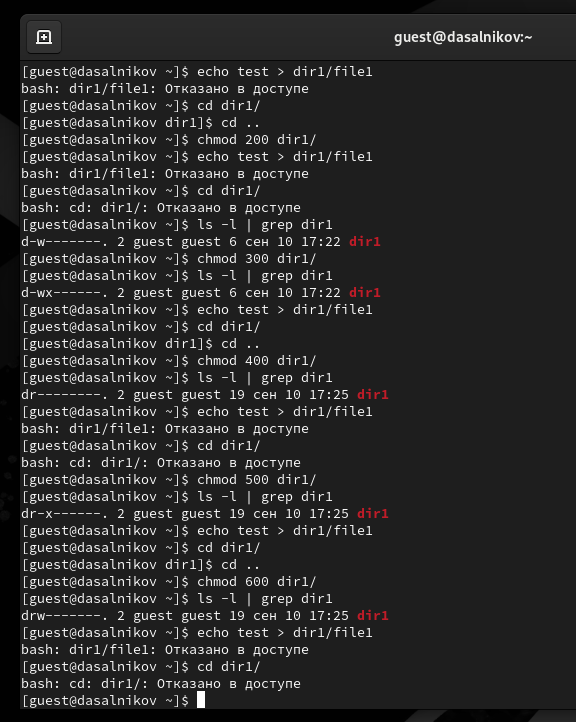 guest@dasalnikov:~
[guest@dasalnikov ~]$ echo test > dir1/file1
bash: dir1/file1: Отказано в доступе
[guest@dasalnikov ~]$ cd dir1/
[guest@dasalnikov dir1]$ cd ..
[guest@dasalnikov ~]$ chmod 200 dir1/
[guest@dasalnikov ~]$ echo test > dir1/file1
bash: dir1/file1: Отказано в доступе
[guest@dasalnikov ~]$ cd dir1/
bash: cd: dir1/: Отказано в доступе
[guest@dasalnikov ~]$ ls -l | grep dir1
d-w-------. 2 guest guest 6 сен 10 17:22 dir1
[guest@dasalnikov ~]$ chmod 300 dir1/
[guest@dasalnikov ~]$ ls -l | grep dir1
d-wx------. 2 guest guest 6 сен 10 17:22 dir1
[guest@dasalnikov ~]$ echo test > dir1/file1
[guest@dasalnikov ~]$ cd dir1/
[guest@dasalnikov dir1]$ cd ..
[guest@dasalnikov ~]$ chmod 400 dir1/
[guest@dasalnikov ~]$ ls -l | grep dir1
dr--------. 2 guest guest 19 сен 10 17:25 dir1
[guest@dasalnikov ~]$ echo test > dir1/file1
bash: dir1/file1: Отказано в доступе
[guest@dasalnikov ~]$ cd dir1/
bash: cd: dir1/: Отказано в доступе
[guest@dasalnikov ~]$ chmod 500 dir1/
[guest@dasalnikov ~]$ ls -l | grep dir1
dr-x------. 2 guest guest 19 сен 10 17:25 dir1
[guest@dasalnikov ~]$ echo test > dir1/file1
[guest@dasalnikov ~]$ cd dir1/
[guest@dasalnikov dir1]$ cd ..
[guest@dasalnikov ~]$ chmod 600 dir1/
[guest@dasalnikov ~]$ ls -l | grep dir1
drw-------. 2 guest guest 19 сен 10 17:25 dir1
[guest@dasalnikov ~]$ echo test > dir1/file1
bash: dir1/file1: Отказано в доступе
[guest@dasalnikov ~]$ cd dir1/
bash: cd: dir1/: Отказано в доступе
[guest@dasalnikov ~]$